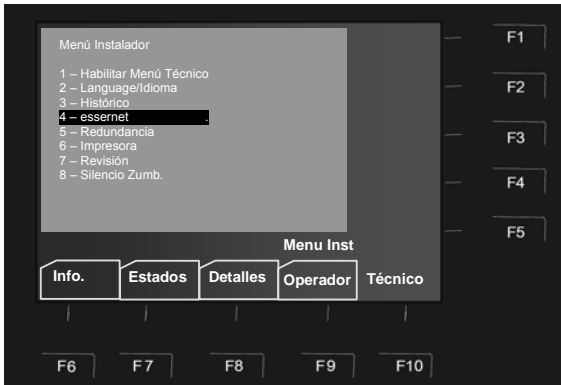 Menú Instalador
1 – Habilitar Menú Técnico
2 – Language/Idioma
3 – Histórico
4 – essernet .
5 – Redundancia
6 – Impresora
7 – Revisión
8 – Silencio Zumb.
Menu Inst
Info. Estados Detalles Operador Técnico
F1
F2
F3
F4
F5
F6 F7 F8 F9 F10